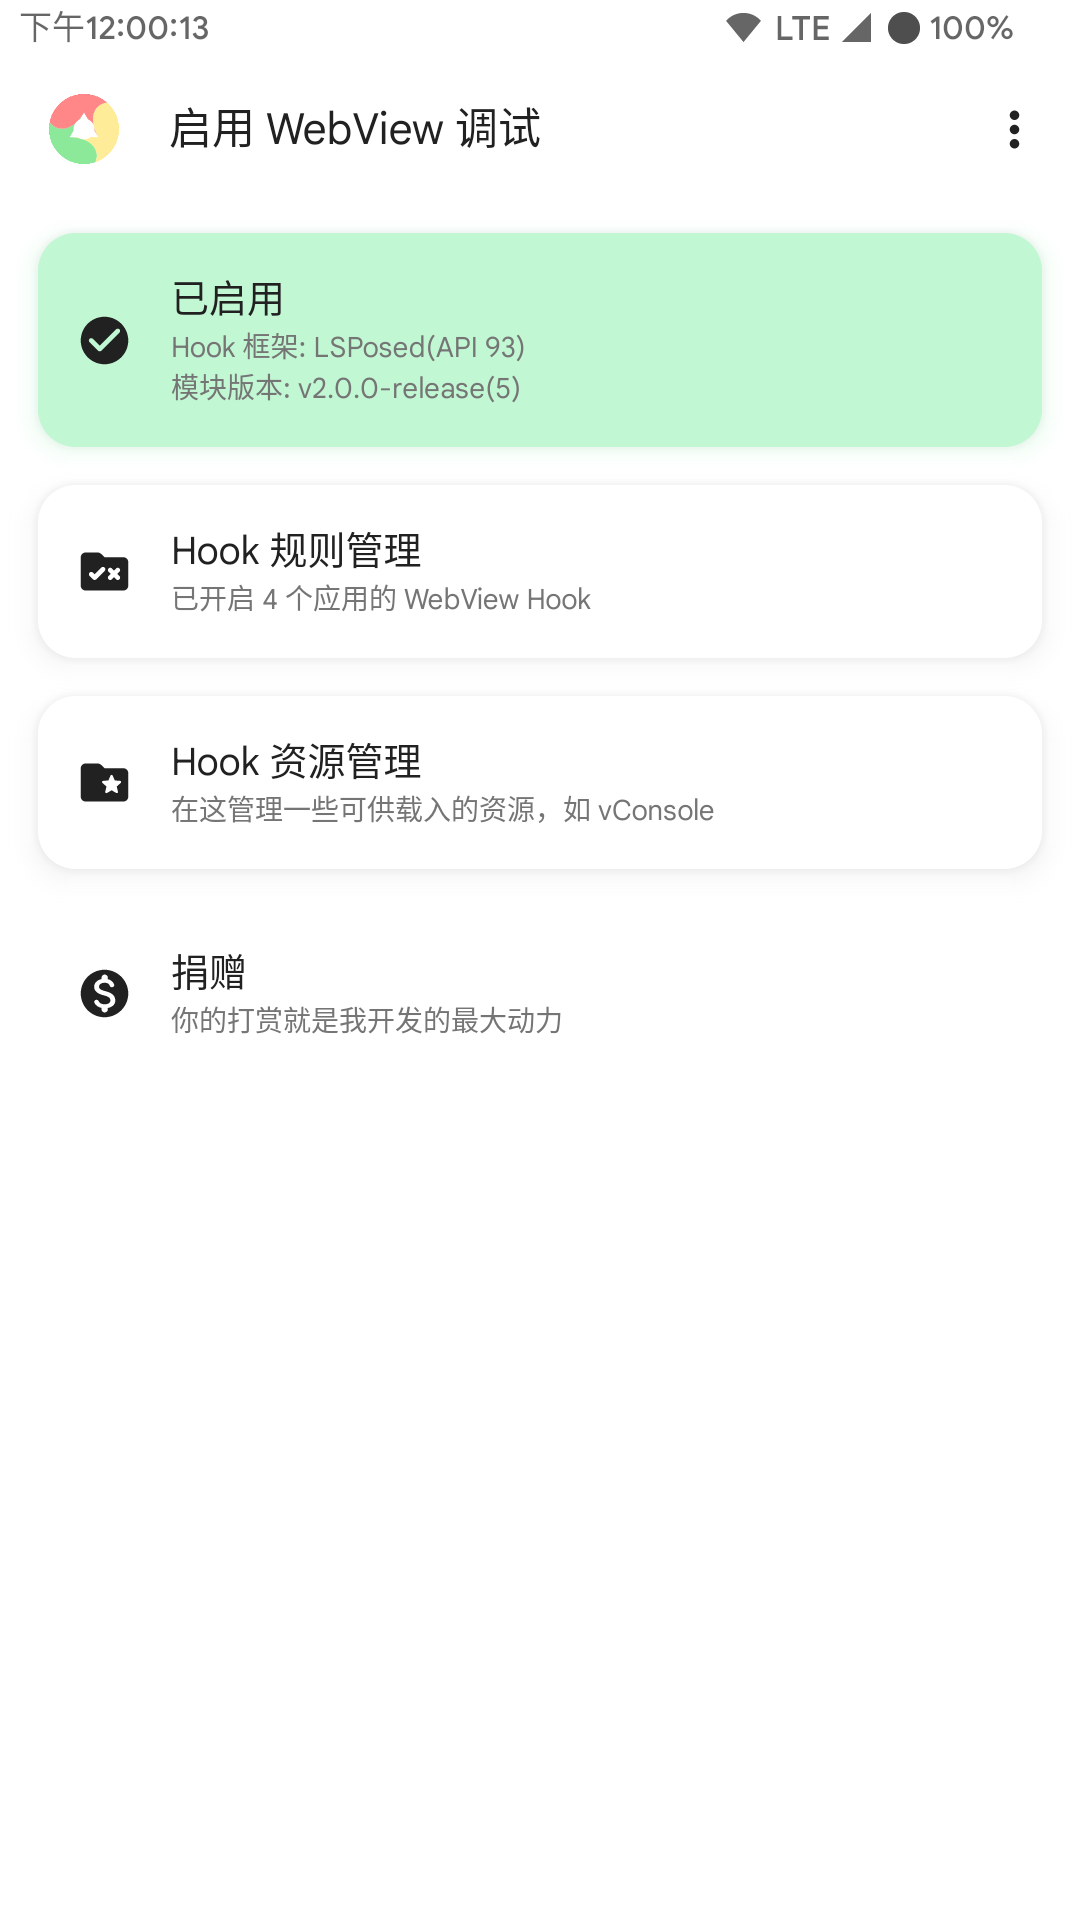 下午12:00:13 LTE 100%
启用 WebView 调试
已启用
Hook 框架: LSPosed(API 93)
模块版本: v2.0.0-release(5)
Hook 规则管理
已开启 4 个应用的 WebView Hook
Hook 资源管理
在这管理一些可供载入的资源，如 vConsole
捐赠
你的打赏就是我开发的最大动力